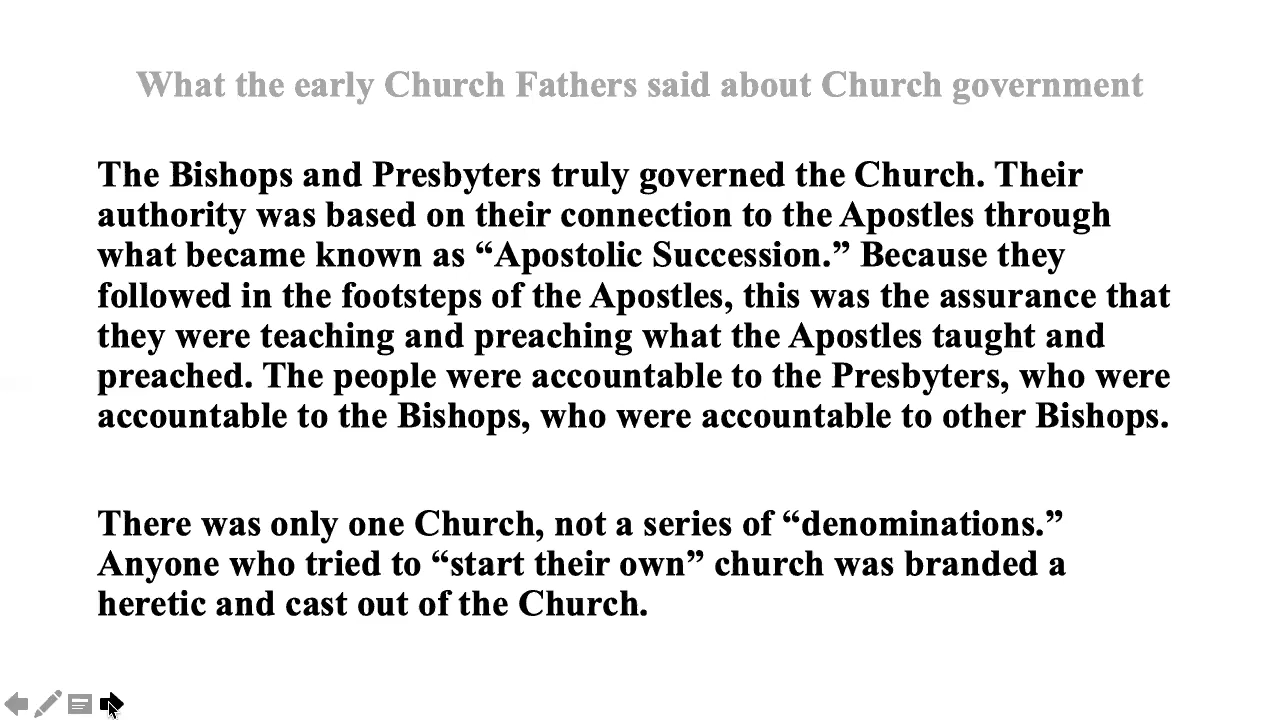 What the early Church Fathers said about Church government
The Bishops and Presbyters truly governed the Church. Their
authority was based on their connection to the Apostles through
what became known as “Apostolic Succession.” Because they
followed in the footsteps of the Apostles, this was the assurance that
they were teaching and preaching what the Apostles taught and
preached. The people were accountable to the Presbyters, who were
accountable to the Bishops, who were accountable to other Bishops.
There was only one Church, not a series of “denominations.”
Anyone who tried to “start their own” church was branded a
heretic and cast out of the Church.